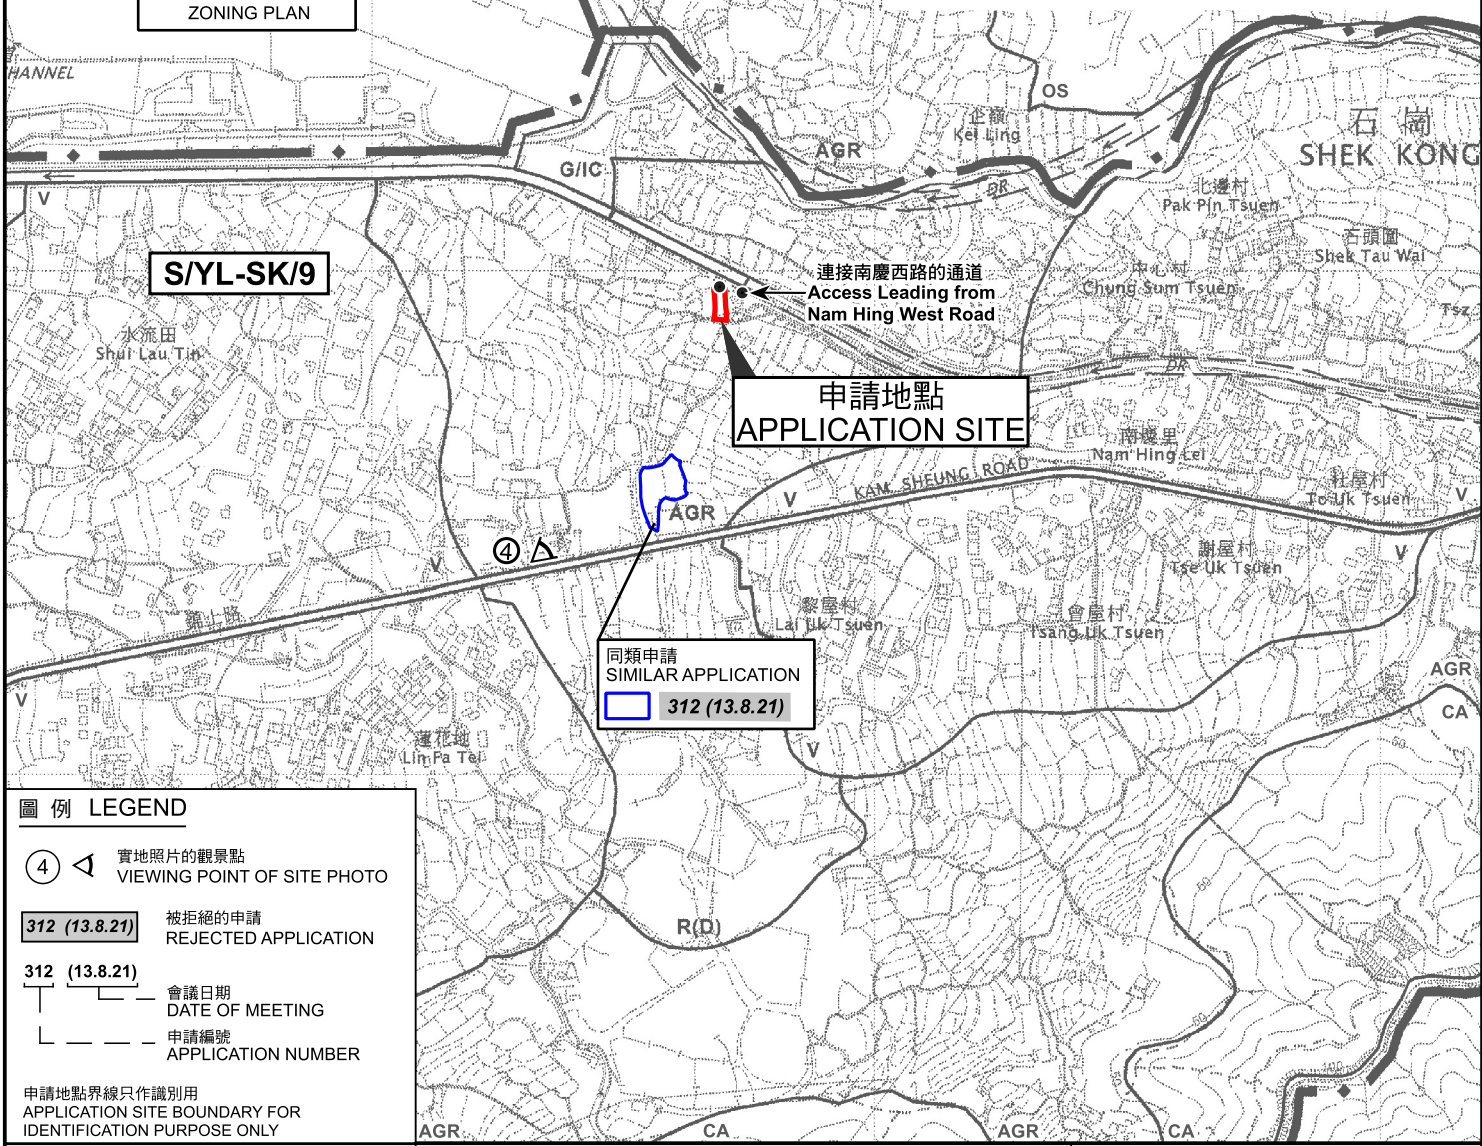 ZONING PLAN
HANNEL
OS
石崗
SHEK KONG
企嶺
Kei Ling
AGR
G/IC
DR
北邊村
Pak Pin Tsuen
V
石頭圍
Shek Tau Wai
S/YL-SK/9
連接南慶西路的通道
Access Leading from
Nam Hing West Road
中心村
Chung Sum Tsuen
Tsz
水流田
Shui Lau Tin
DR
申請地點
APPLICATION SITE
南慶里
Nam Hing Lei
KAM SHEUNG ROAD
V
杜屋村
To Uk Tsuen
V
AGR
4
V
謝屋村
Tse Uk Tsuen
V
錦上路
黎屋村
Lai Uk Tsuen
曾屋村
Tsang Uk Tsuen
同類申請
SIMILAR APPLICATION
312 (13.8.21)
AGR
CA
V
蓮花地
Lin Fa Tei
V
R(D)
圖例 LEGEND
4
實地照片的觀景點
VIEWING POINT OF SITE PHOTO
312 (13.8.21)
被拒絕的申請
REJECTED APPLICATION
312 (13.8.21)
會議日期
DATE OF MEETING
申請編號
APPLICATION NUMBER
申請地點界線只作識別用
APPLICATION SITE BOUNDARY FOR
IDENTIFICATION PURPOSE ONLY
AGR
CA
AGR
CA